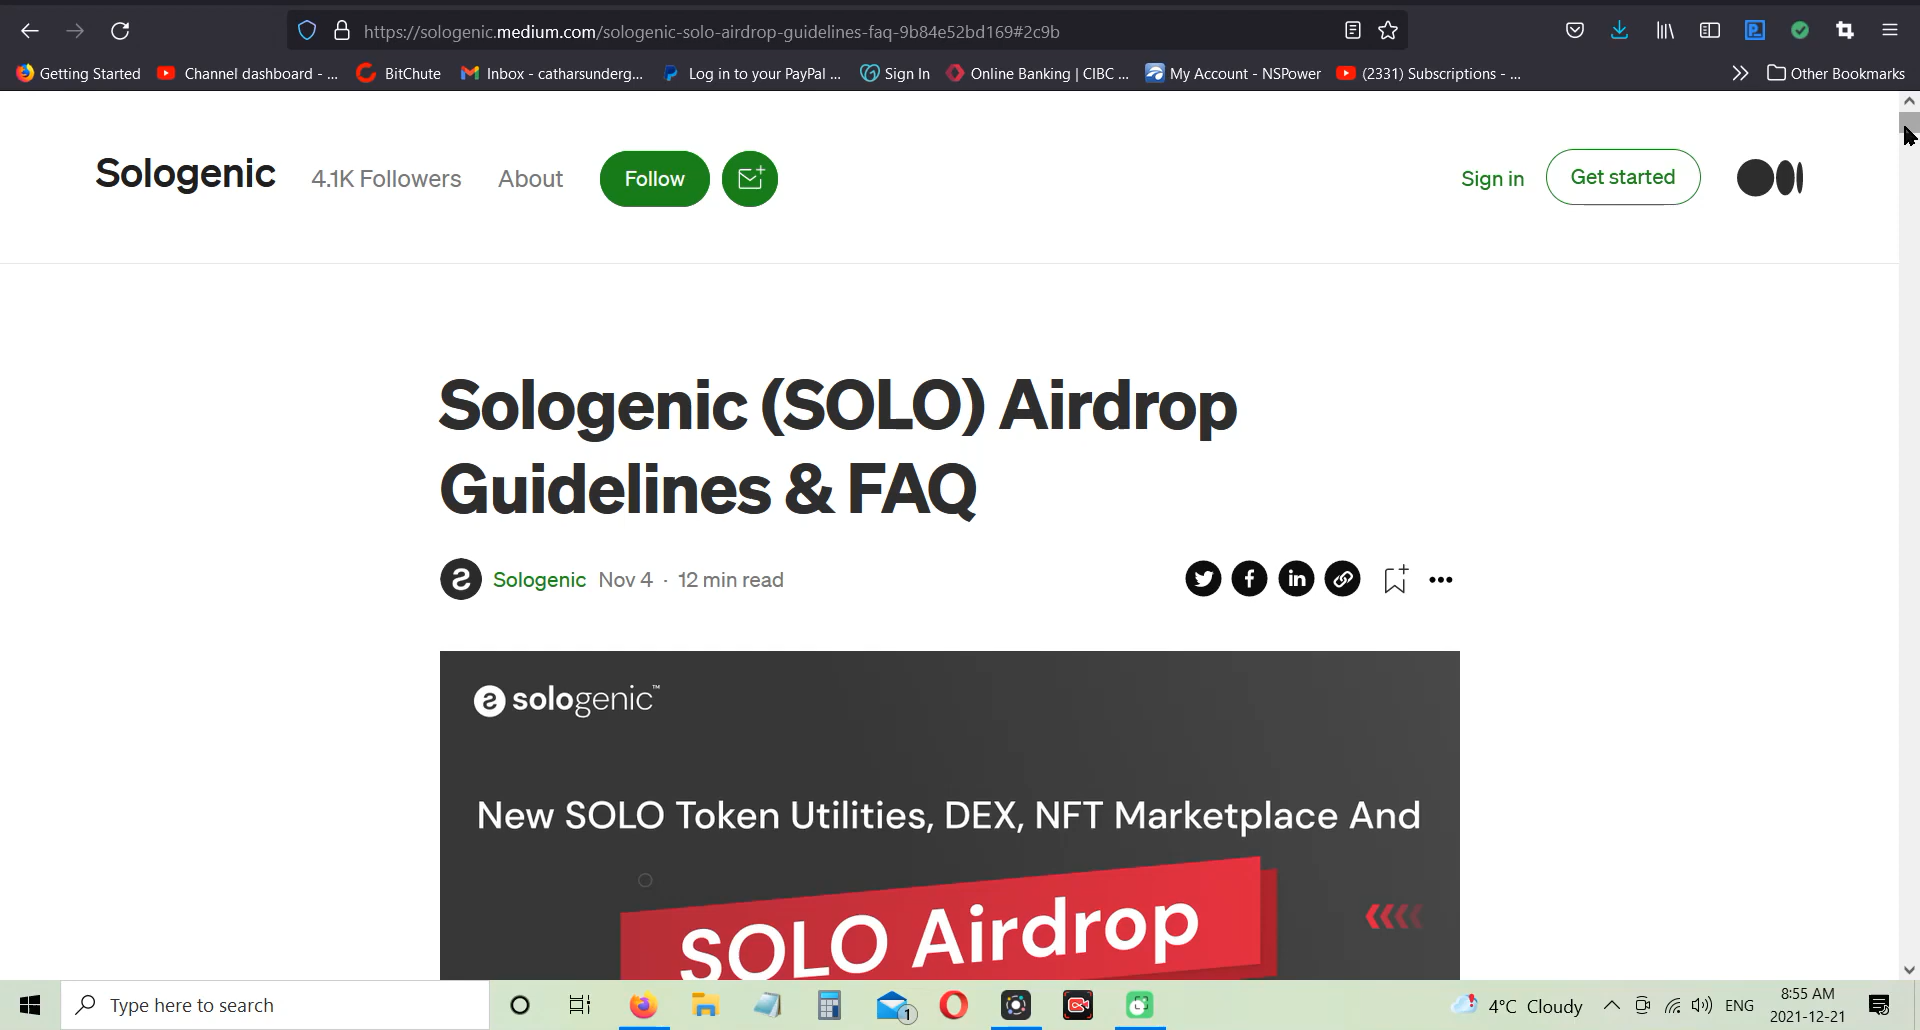 https://sologenic.medium.com/sologenic-solo-airdrop-guidelines-faq-9b84e52bd169#2c9b
Getting Started Channel dashboard - ... BitChute Inbox - catharsunderg... Log in to your PayPal ... Sign In Online Banking | CIBC ... My Account - NSPower (2331) Subscriptions - ... Other Bookmarks
Sologenic 4.1K Followers About Follow Sign in Get started
Sologenic (SOLO) Airdrop
Guidelines & FAQ
Sologenic Nov 4 · 12 min read
sologenic™
New SOLO Token Utilities, DEX, NFT Marketplace And
SOLO Airdrop
Type here to search 1 4°C Cloudy ENG 8:55 AM
2021-12-21